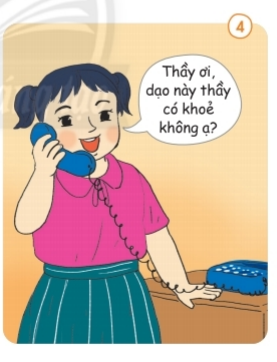 4
Thầy ơi,
dạo này thầy
có khoẻ
không ạ?